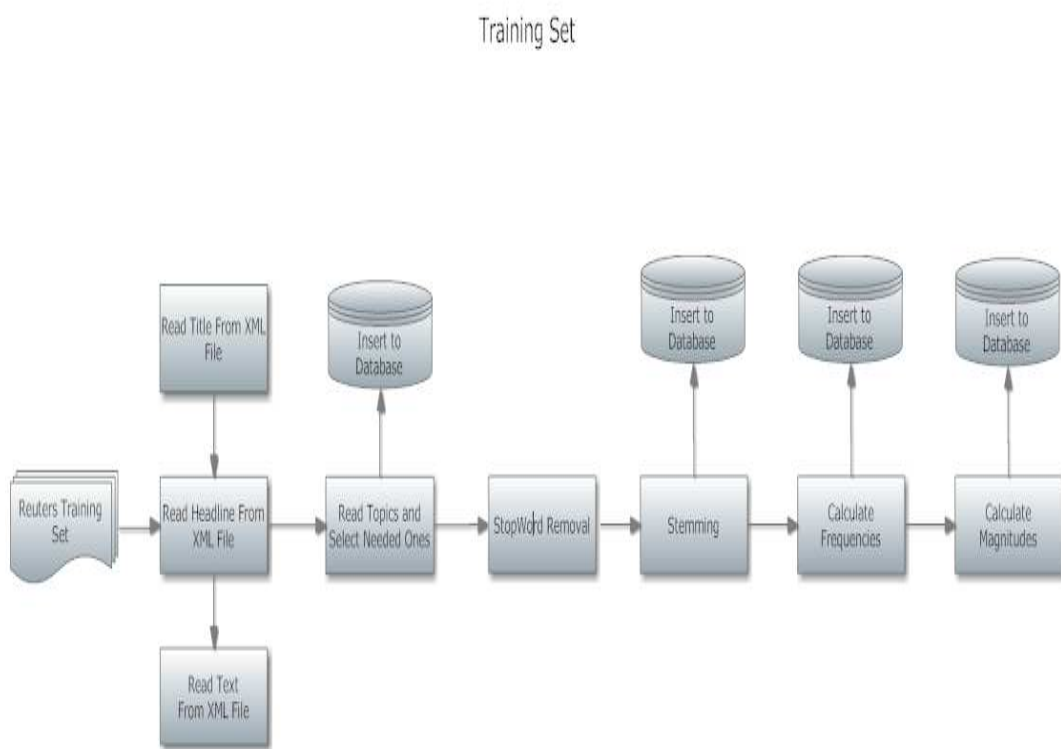 Training Set
Read Title From XML
File
Insert to
Database
Insert to
Database
Insert to
Database
Insert to
Database
Reuters Training
Set
Read Headline From
XML File
Read Topics and
Select Needed Ones
StopWord Removal
Stemming
Calculate
Frequencies
Calculate
Magnitudes
Read Text
From XML File